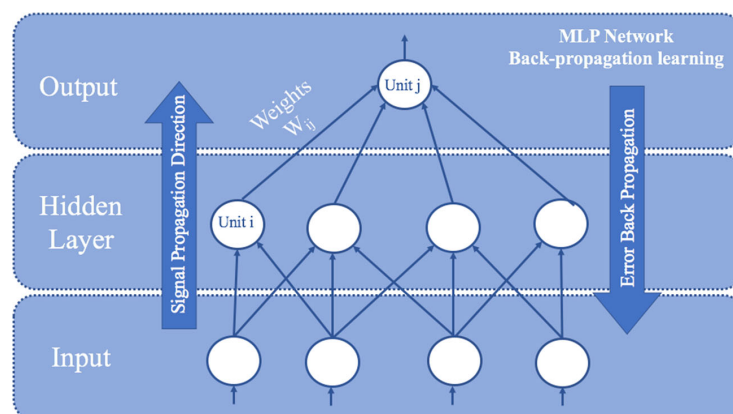 MLP Network
Back-propagation learning
Output
Unit j
Weights
Wij
Signal Propagation Direction
Error Back Propagation
Hidden
Layer
Unit i
Input